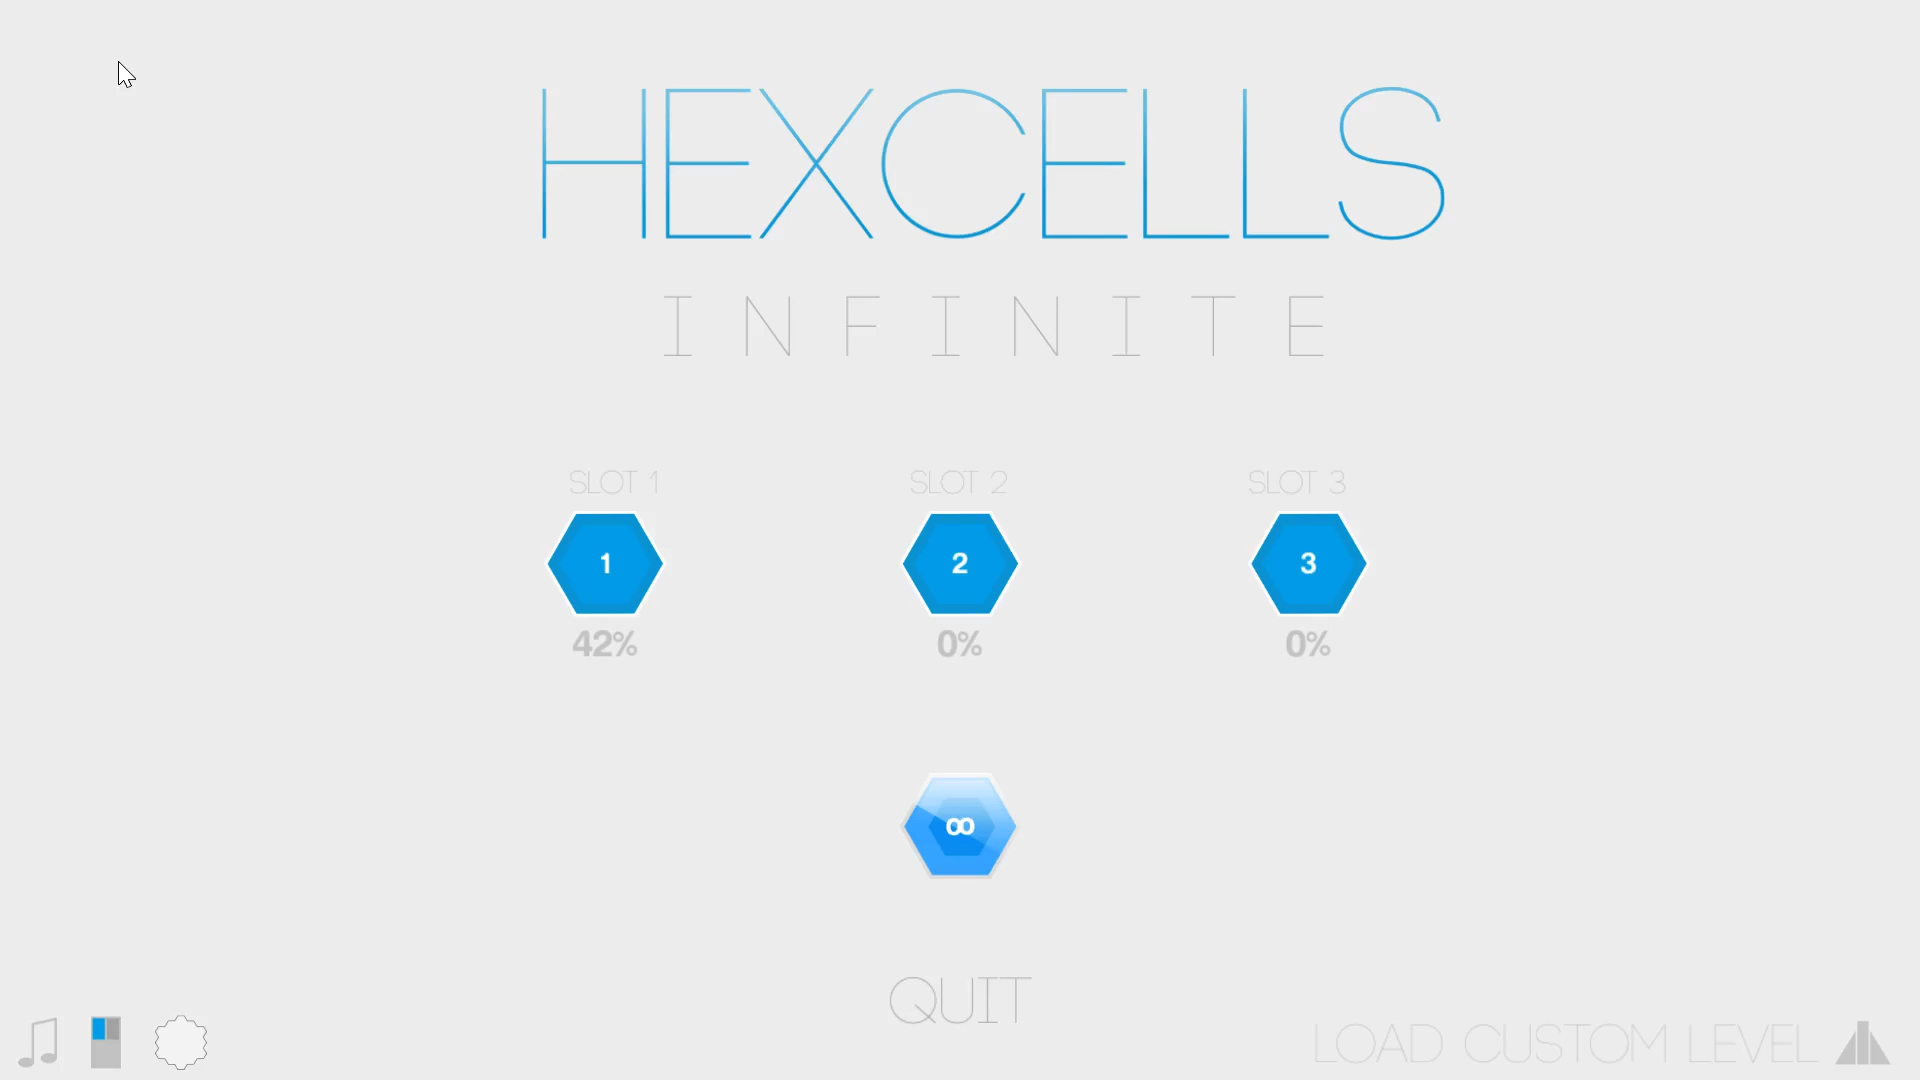 HEXCELLS
INFINITE
SLOT 1 SLOT 2 SLOT 3
1 2 3
42% 0% 0%
∞
QUIT
LOAD CUSTOM LEVEL